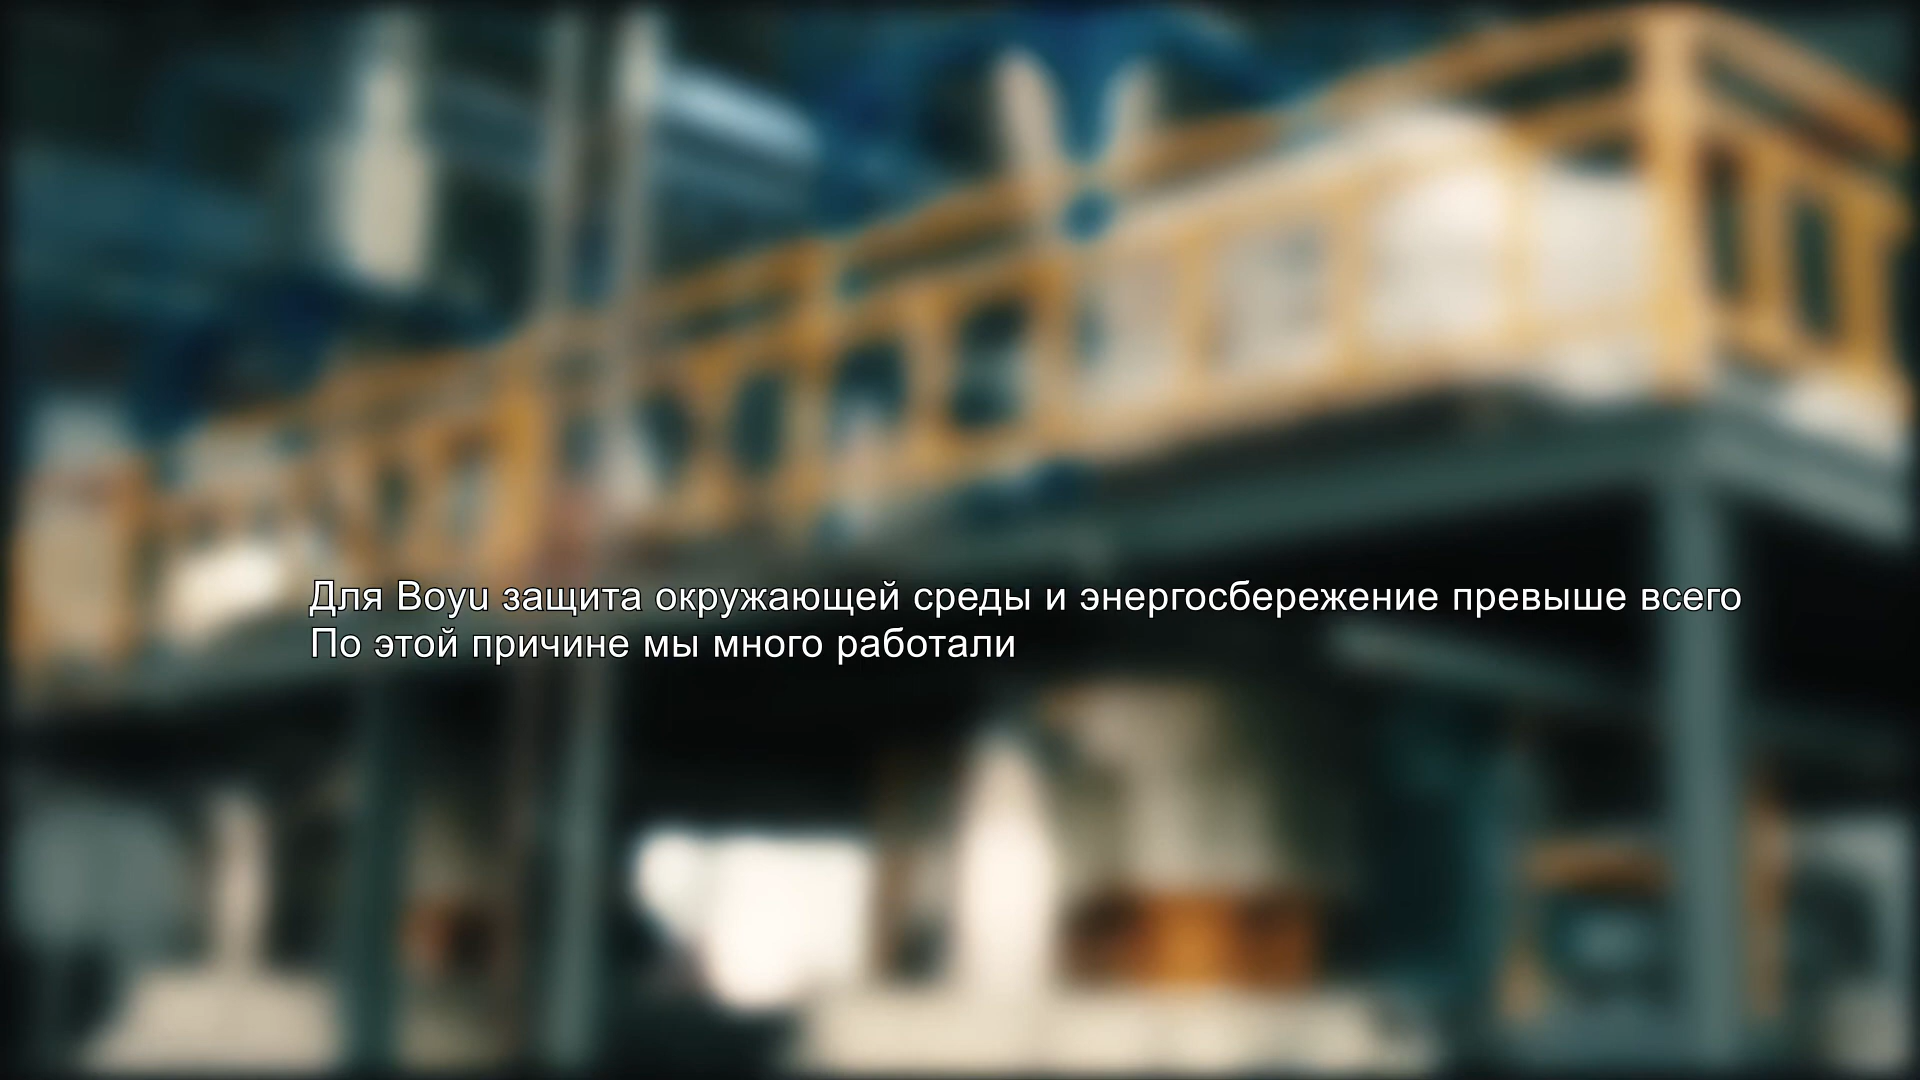 Для Boyu защита окружающей среды и энергосбережение превыше всего
По этой причине мы много работали